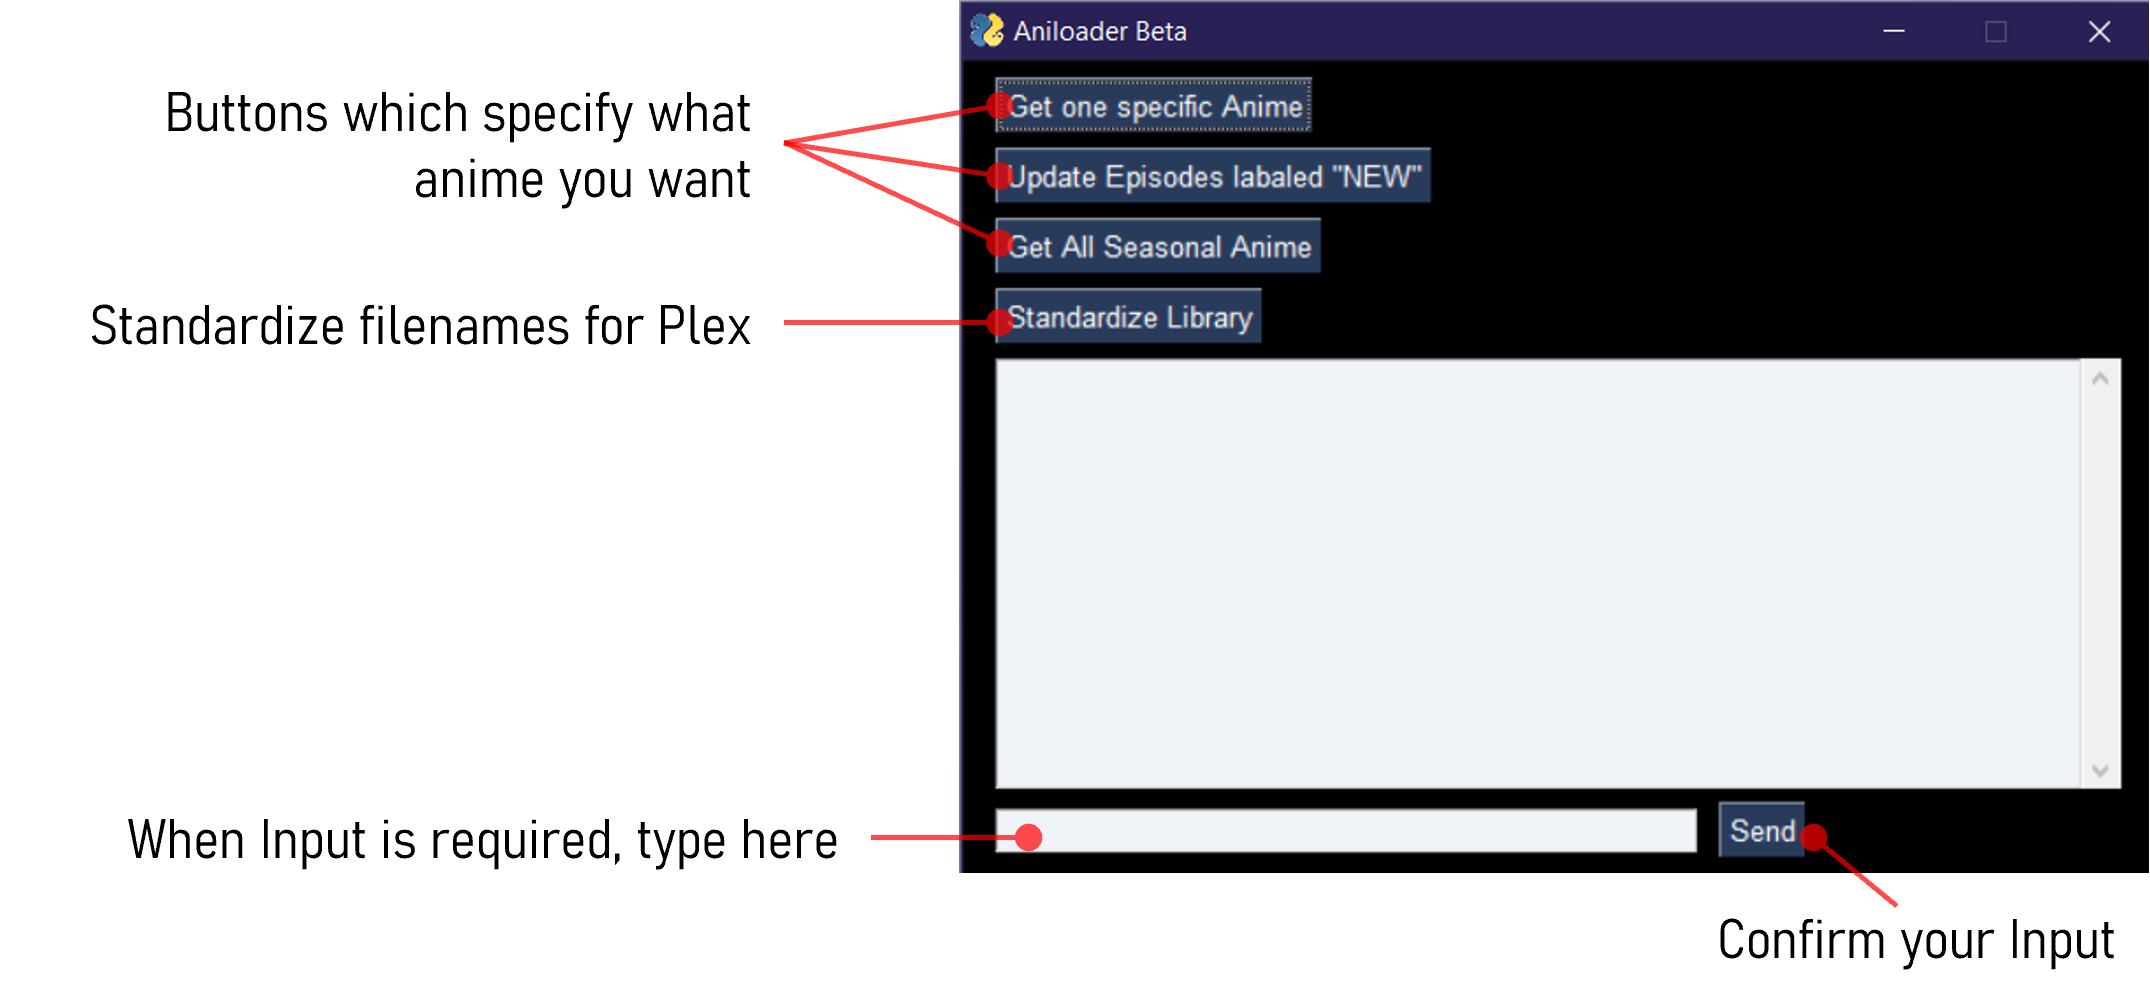 Aniloader Beta
Buttons which specify what
anime you want
Get one specific Anime
Update Episodes labaled "NEW"
Get All Seasonal Anime
Standardize filenames for Plex
Standardize Library
When Input is required, type here
Send
Confirm your Input